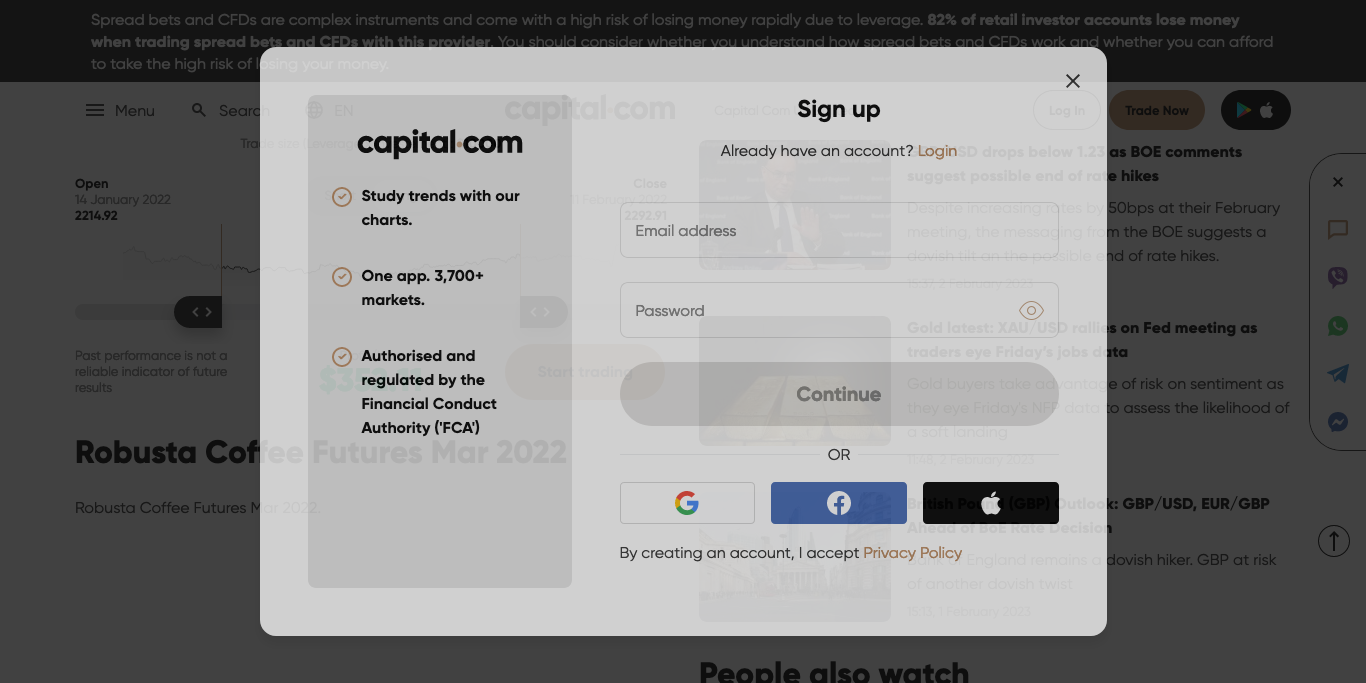 Spread bets and CFDs are complex instruments and come with a high risk of losing money rapidly due to leverage. 82% of retail investor accounts lose money
when trading spread bets and CFDs with this provider. You should consider whether you understand how spread bets and CFDs work and whether you can afford
to take the high risk of losing your money.
Menu
Search
EN
capital.com
Capital Com
Log In
Trade Now
Open
14 January 2022
2214.92
Close
February 2022
2292.91
Past performance is not a
reliable indicator of future
results
Start trading
Robusta Coffee Futures Mar 2022
Robusta Coffee Futures Mar 2022.
capital.com
Study trends with our
charts.
One app. 3,700+
markets.
Authorised and
regulated by the
Financial Conduct
Authority ('FCA')
Sign up
Already have an account? Login
Email address
Password
Continue
OR
By creating an account, I accept Privacy Policy
drops below 1.23 as BOE comments
suggest possible end of rate hikes
Despite increasing rates by 50bps at their February
meeting, the messaging from the BOE suggests a
dovish tilt on the possible end of rate hikes.
15:37, 2 February 2023
Gold latest: XAU/USD rallies on Fed meeting as
traders eye Friday's jobs data
Gold buyers take advantage of risk on sentiment as
they eye Friday's NFP data to assess the likelihood of
a soft landing
February 2023
British Pound (GBP) Outlook: GBP/USD, EUR/GBP
Ahead of BoE Rate Decision
Bank of England remains a dovish hiker. GBP at risk
of another dovish twist
15:13, 1 February 2023
People also watch